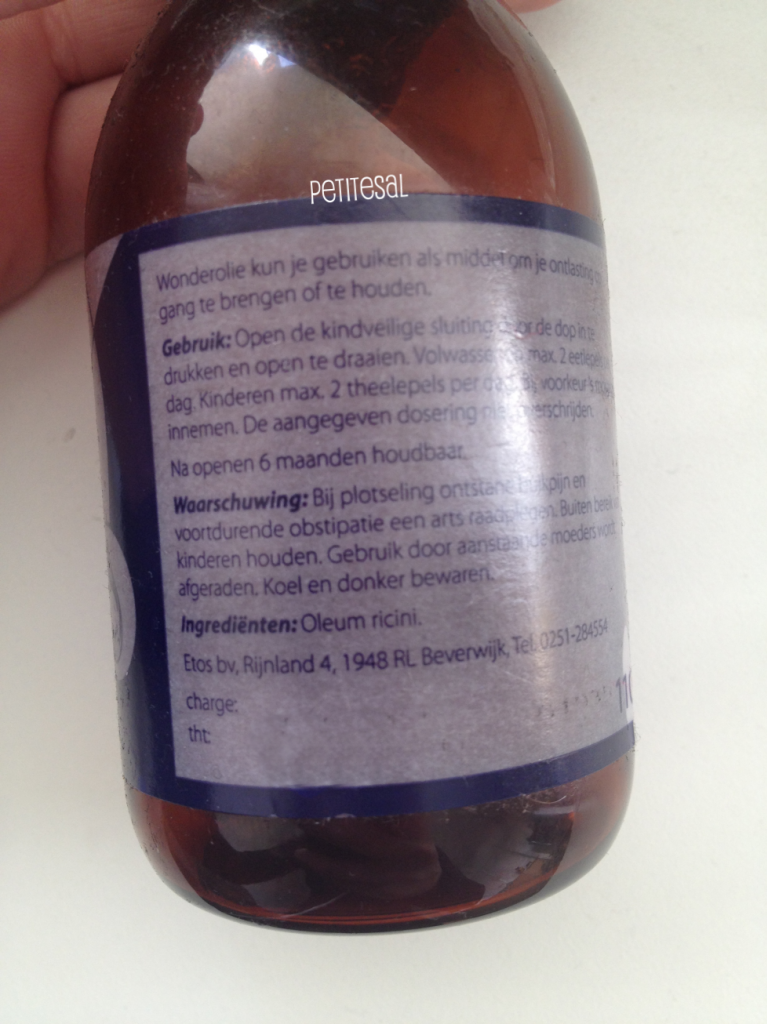 PETITESAL
Wonderolie kun je gebruiken als middel om je ontlasting op
gang te brengen of te houden.
Gebruik: Open de kindveilige sluiting door de dop in te
drukken en open te draaien. Volwassenen max. 2 eetlepels
dag. Kinderen max. 2 theelepels per dag. Bij voorkeur 's
innemen. De aangegeven dosering niet overschrijden.
Na openen 6 maanden houdbaar.
Waarschuwing: Bij plotseling ontstane buikpijn en
voortdurende obstipatie een arts raadplegen. Buiten bereik
kinderen houden. Gebruik door aanstaande moeders wordt
afgeraden. Koel en donker bewaren.
Ingrediënten: Oleum ricini.
Etos bv, Rijnland 4, 1948 RL Beverwijk, Tel. 0251-284554
charge:
tht: